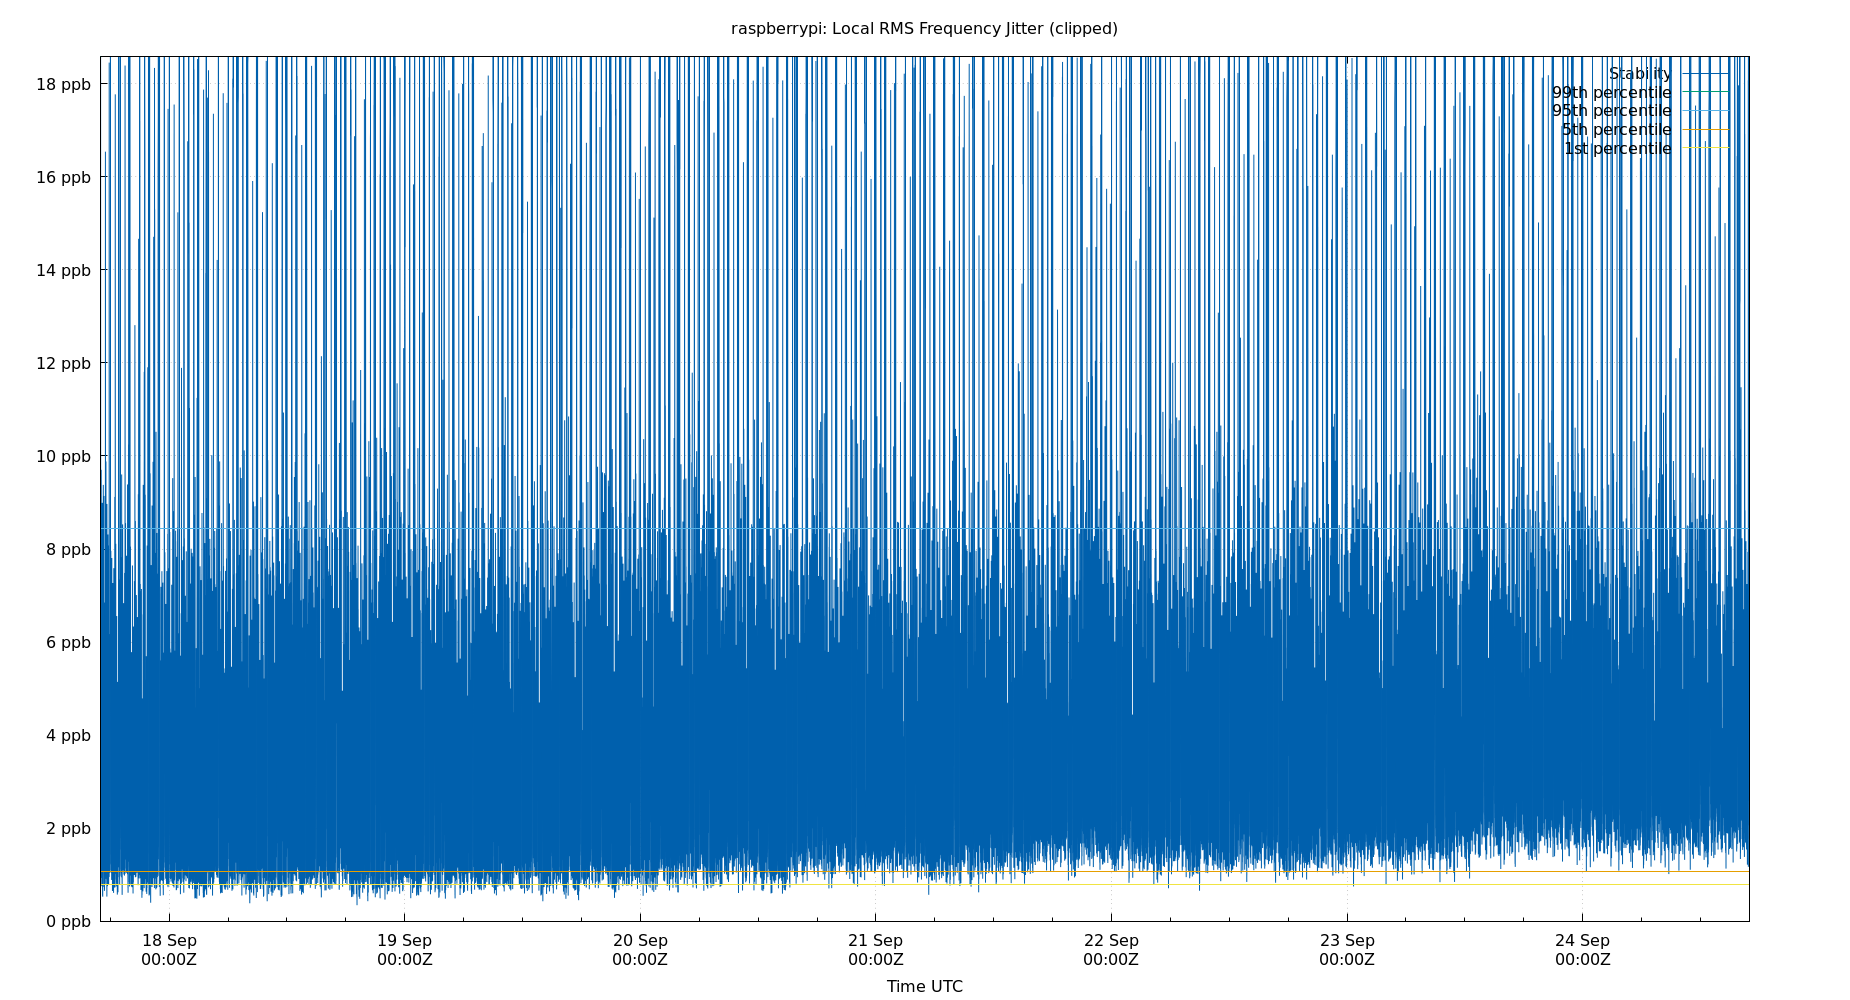 raspberrypi: Local RMS Frequency Jitter (clipped)
18 ppb
16 ppb
14 ppb
12 ppb
10 ppb
8 ppb
6 ppb
4 ppb
2 ppb
0 ppb
Stability
99th percentile
95th percentile
5th percentile
1st percentile
18 Sep
00:00Z
19 Sep
00:00Z
20 Sep
00:00Z
21 Sep
00:00Z
22 Sep
00:00Z
23 Sep
00:00Z
24 Sep
00:00Z
Time UTC